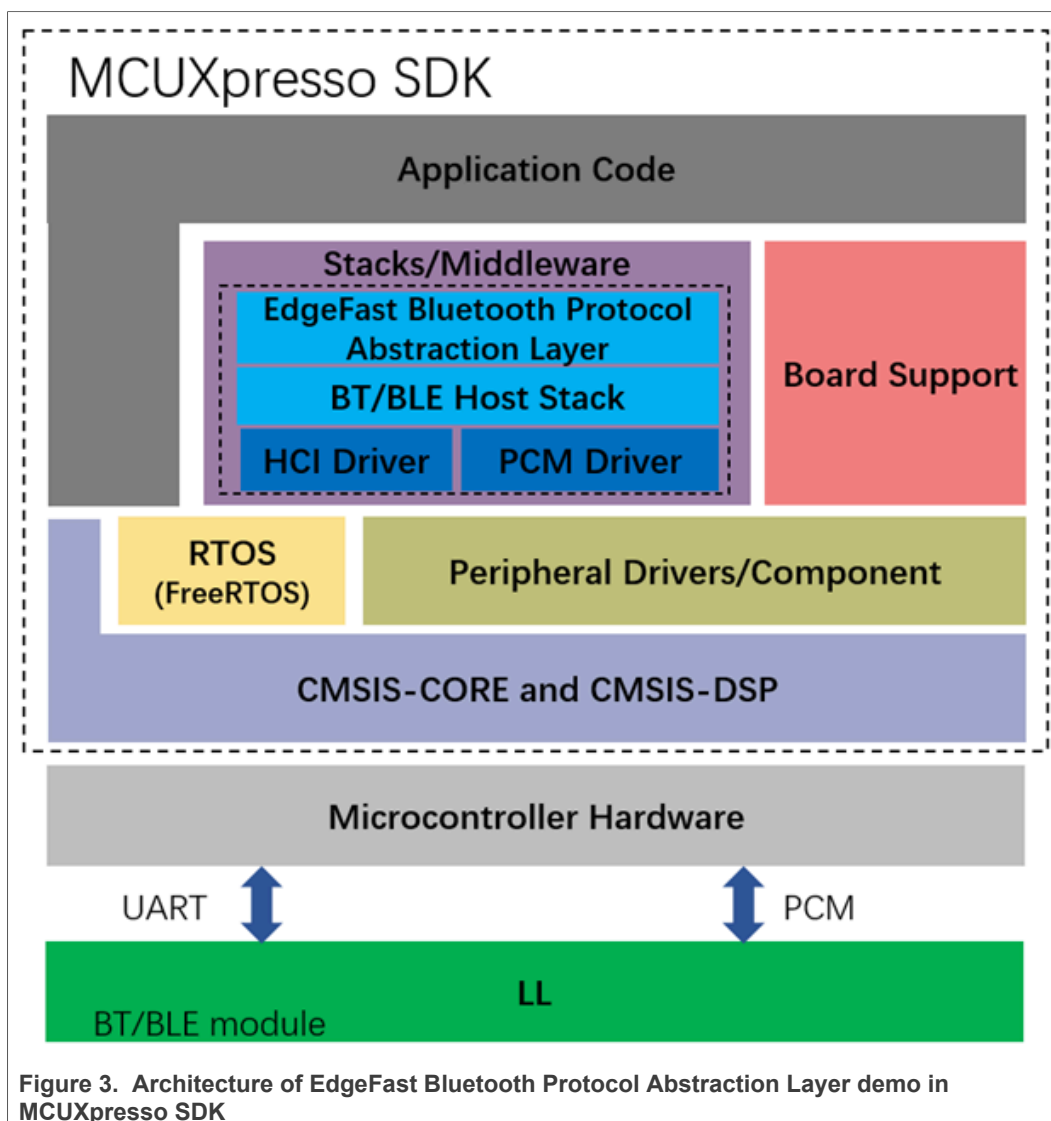 MCUXpresso SDK
Application Code
Stacks/Middleware
EdgeFast Bluetooth Protocol
Abstraction Layer
BT/BLE Host Stack
HCI Driver
PCM Driver
Board Support
RTOS
(FreeRTOS)
Peripheral Drivers/Component
CMSIS-CORE and CMSIS-DSP
Microcontroller Hardware
UART
PCM
LL
BT/BLE module
Figure 3. Architecture of EdgeFast Bluetooth Protocol Abstraction Layer demo in
MCUXpresso SDK